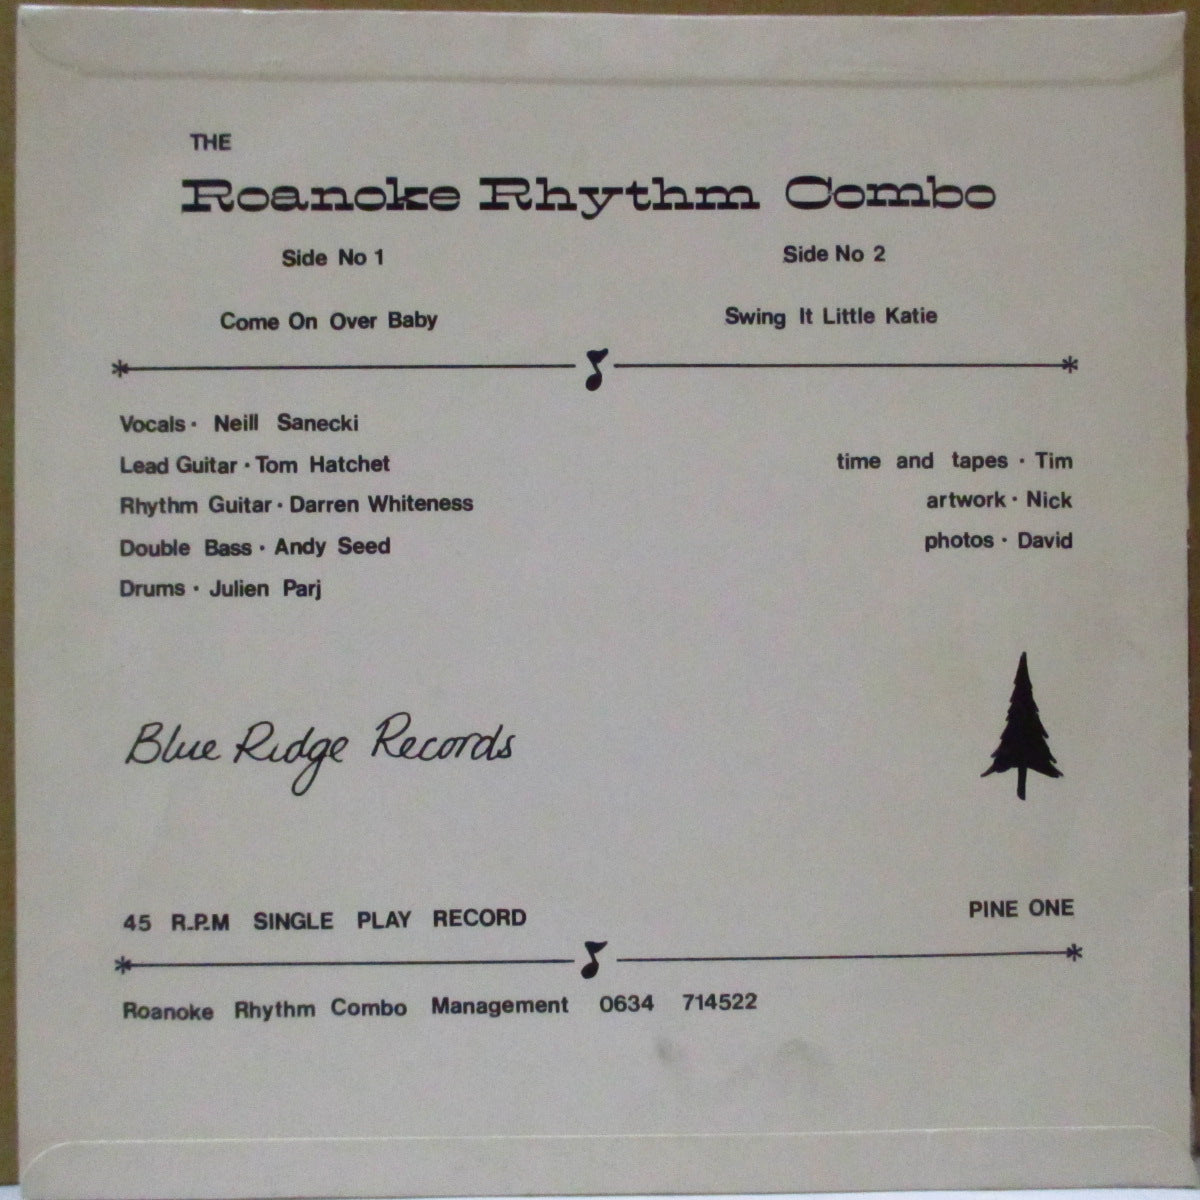 THE
Roanoke Rhythm Combo
Side No 1
Side No 2
Come On Over Baby
Swing It Little Katie
Vocals · Neill Sanecki
Lead Guitar · Tom Hatchet
Rhythm Guitar · Darren Whiteness
Double Bass · Andy Seed
Drums · Julien Parj
time and tapes · Tim
artwork · Nick
photos · David
Blue Ridge Records
45 R.P.M SINGLE PLAY RECORD
PINE ONE
Roanoke Rhythm Combo Management 0634 714522